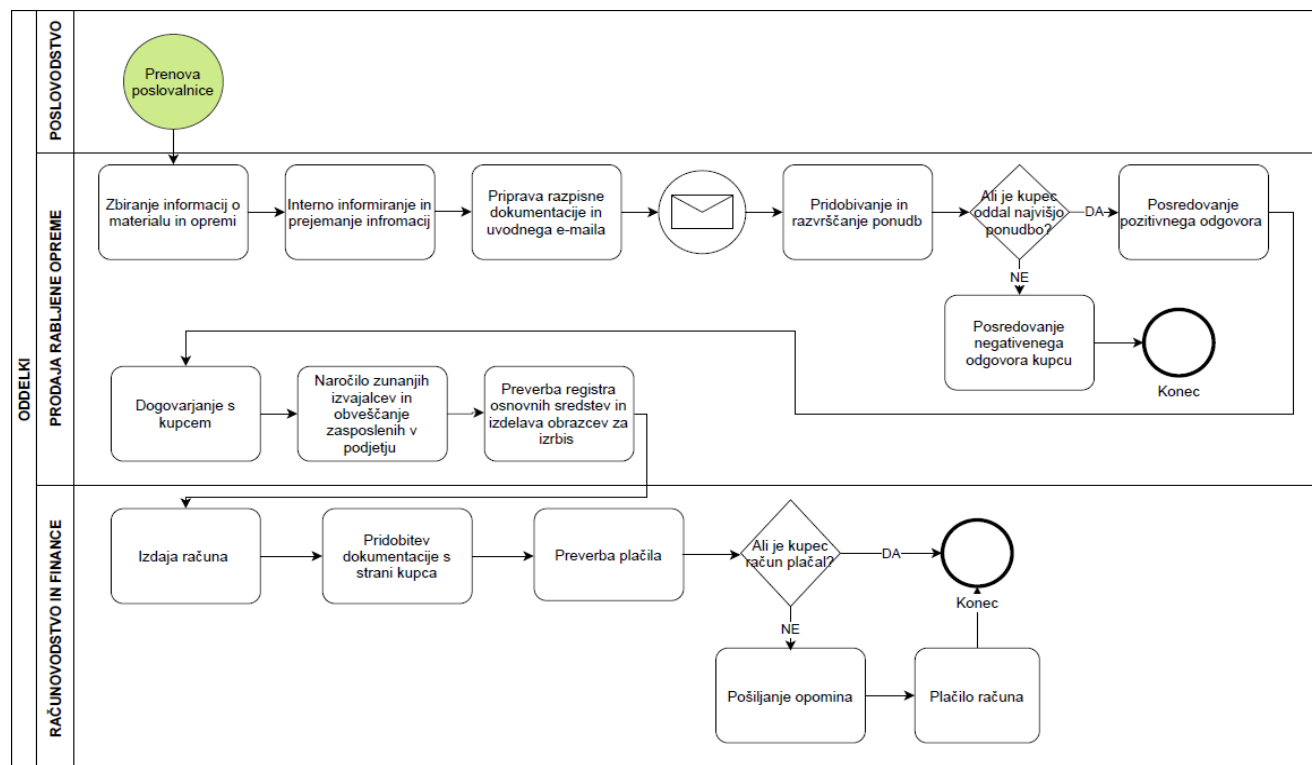 ODDELKI
POSLOVODSTVO
Prenova
poslovalnice
PRODAJA RABLJENE OPREME
Zbiranje informacij o
materialu in opremi
Interno informiranje in
prejemanje infromacij
Priprava razpisne
dokumentacije in
uvodnega e-maila
Pridobivanje in
razvrščanje ponudb
Ali je kupec
oddal najvišjo
ponudbo?
DA
Posredovanje
pozitivnega odgovora
NE
Posredovanje
negativenega
odgovora kupcu
Konec
Dogovarjanje s
kupcem
Naročilo zunanjih
izvajalcev in
obveščanje
zasposlenih v
podjetju
Preverba registra
osnovnih sredstev in
izdelava obrazcev za
izrbis
RAČUNOVODSTVO IN FINANCE
Izdaja računa
Pridobitev
dokumentacije s
strani kupca
Preverba plačila
Ali je kupec
račun plačal?
DA
Konec
NE
Pošiljanje opomina
Plačilo računa